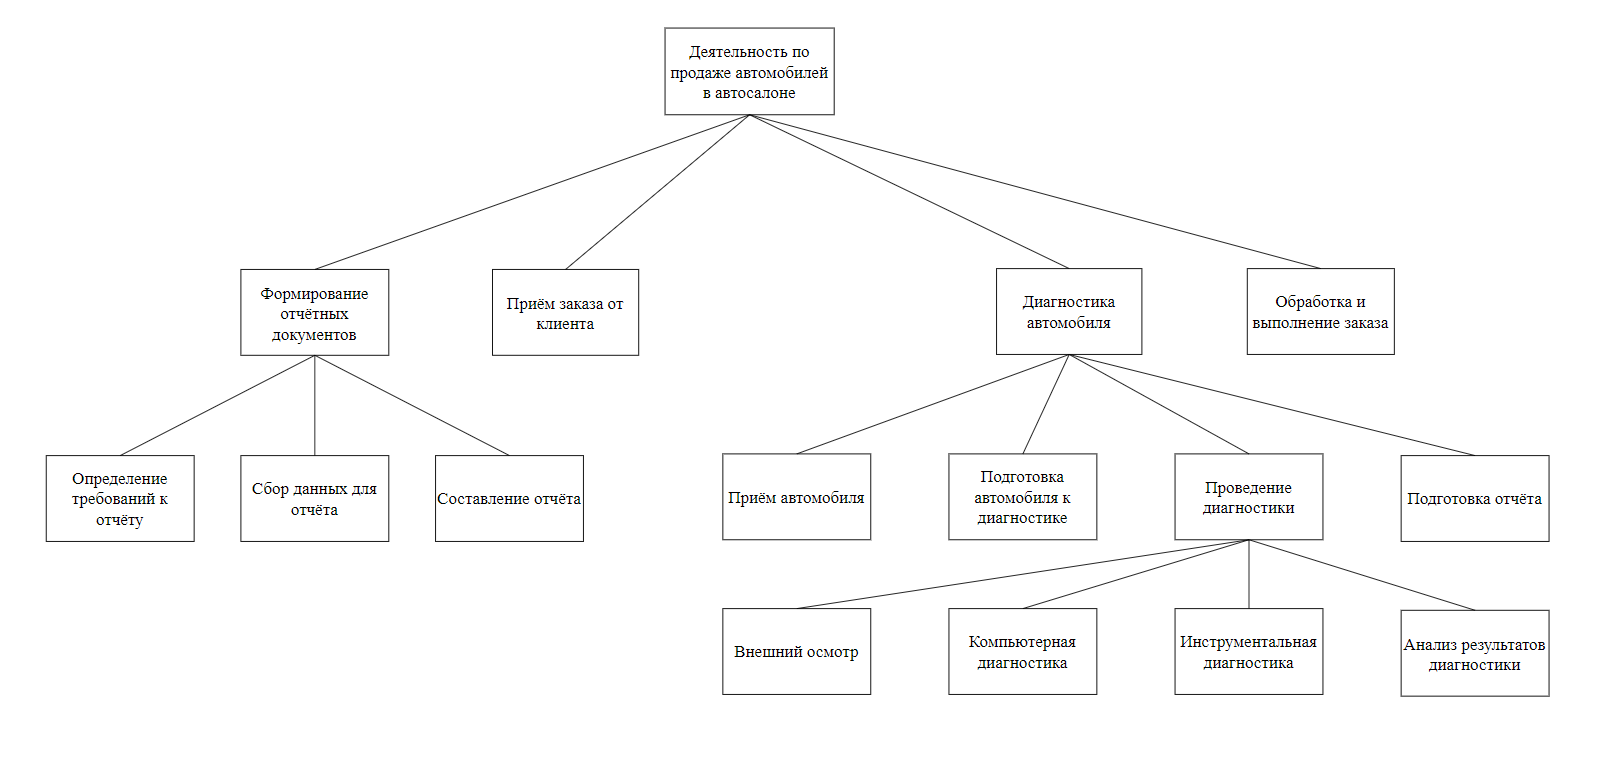 Деятельность по
продаже автомобилей
в автосалоне
Формирование
отчётных
документов
Приём заказа от
клиента
Диагностика
автомобиля
Обработка и
выполнение заказа
Определение
требований к
отчёту
Сбор данных для
отчёта
Составление отчёта
Приём автомобиля
Подготовка
автомобиля к
диагностике
Проведение
диагностики
Подготовка отчёта
Внешний осмотр
Компьютерная
диагностика
Инструментальная
диагностика
Анализ результатов
диагностики